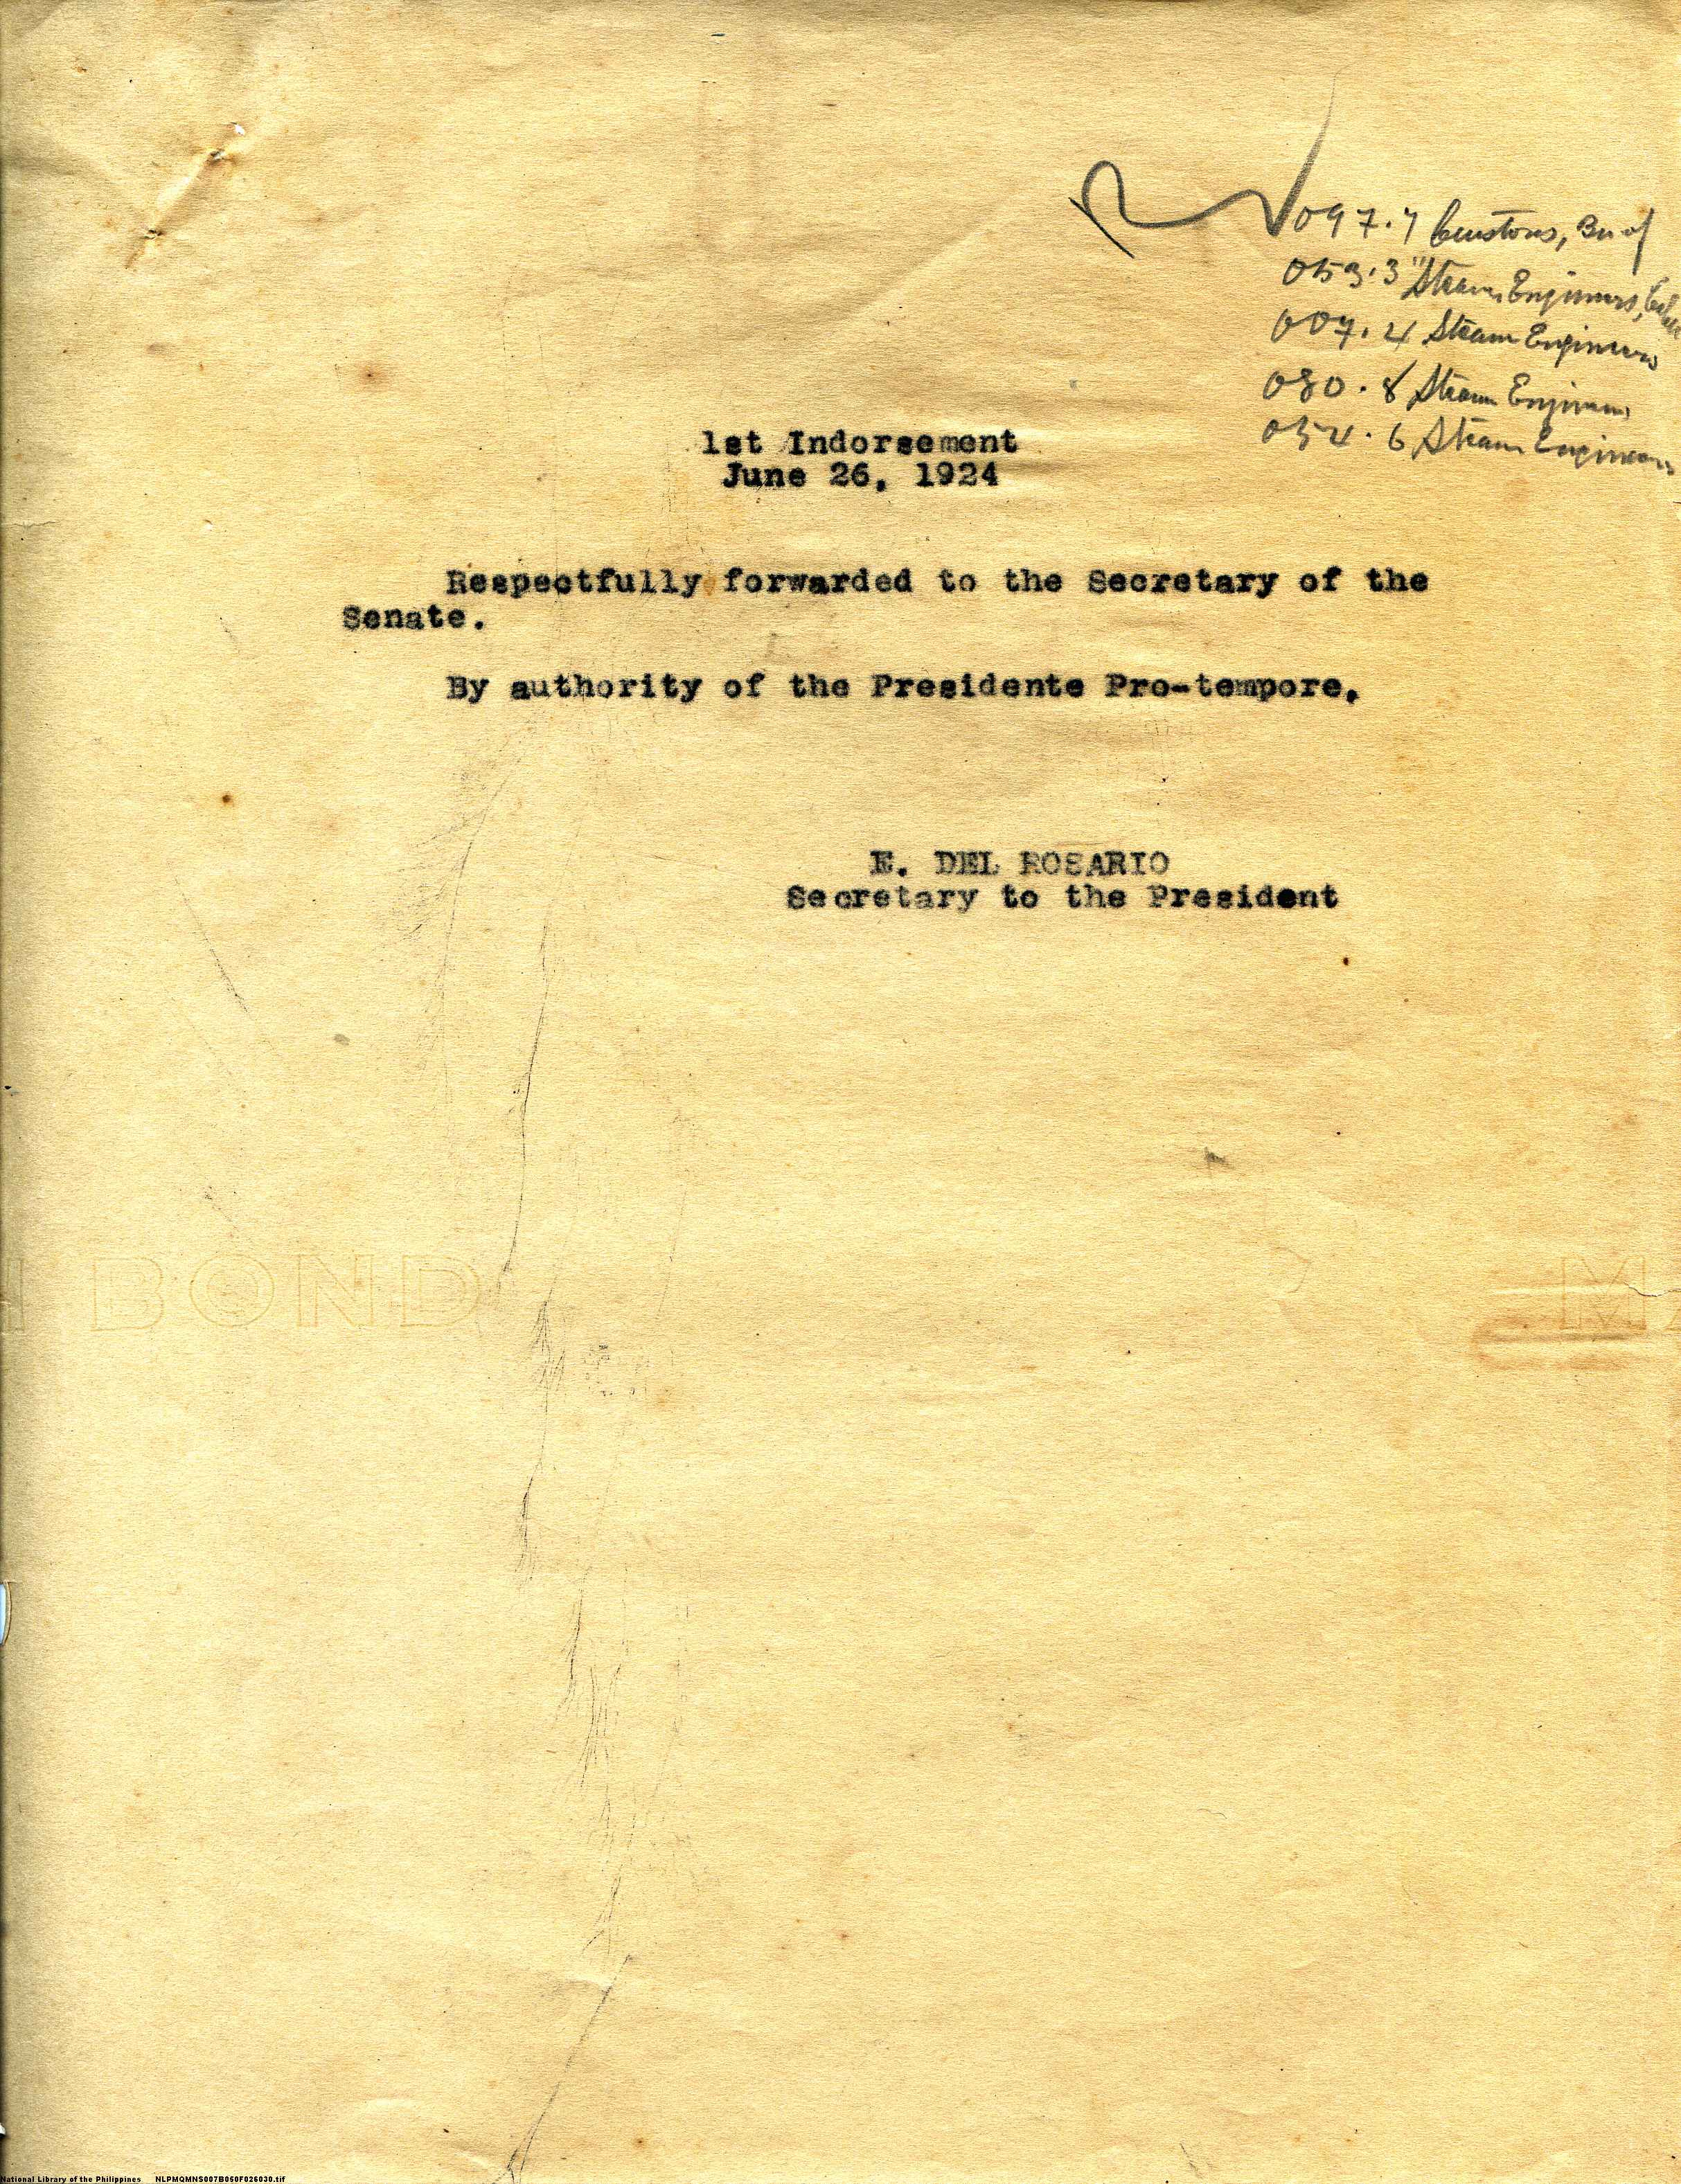 097.7 Customs, Bu of
053.3 "Steam Engineers,
007.4 Steam Engineers
080.8 Steam Engineers
054.6 Steam Engineers
1st Indorsement
June 26, 1924
Respectfully forwarded to the Secretary of the
Senate.
By authority of the Presidente Pro-tempore.
E. DEL ROSARIO
Secretary to the President
BOND
National Library of the Philippines NLPMQMNS007B050F026030.tif